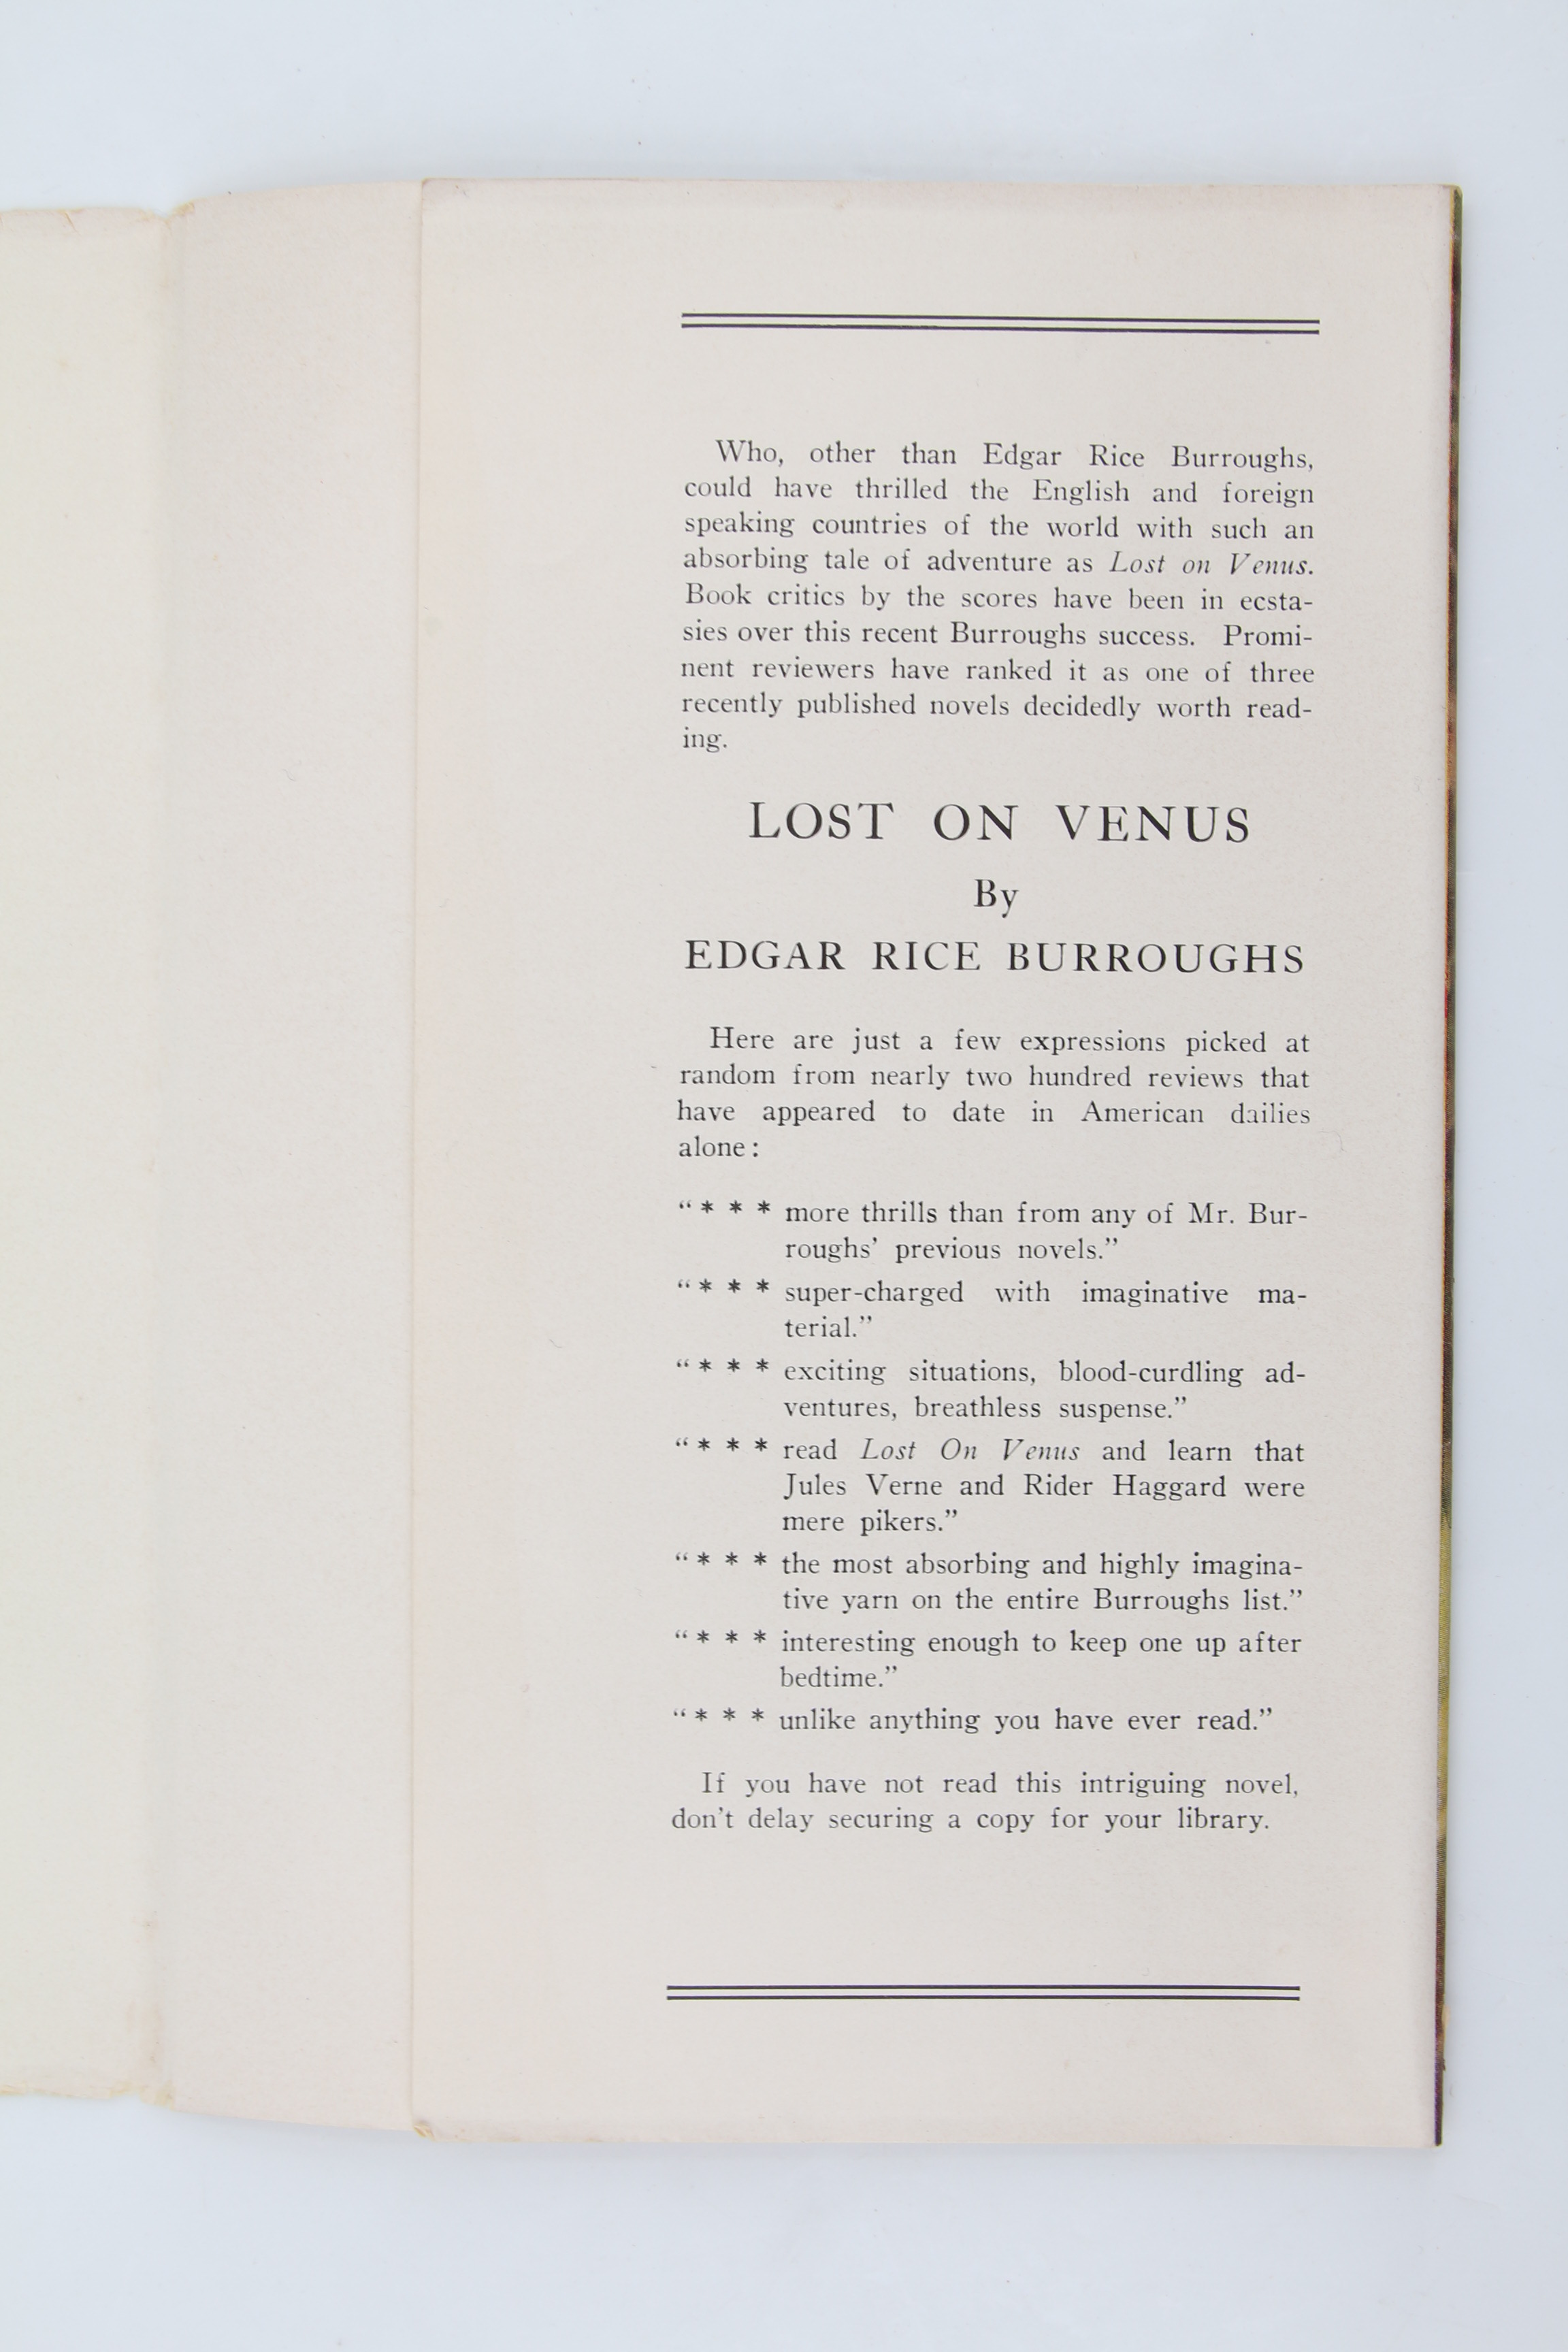 Who, other than Edgar Rice Burroughs,
could have thrilled the English and foreign
speaking countries of the world with such an
absorbing tale of adventure as Lost on Venus.
Book critics by the scores have been in ecsta-
sies over this recent Burroughs success. Promi-
nent reviewers have ranked it as one of three
recently published novels decidedly worth read-
ing.
LOST ON VENUS
By
EDGAR RICE BURROUGHS
Here are just a few expressions picked at
random from nearly two hundred reviews that
have appeared to date in American dailies
alone:
“* * * more thrills than from any of Mr. Bur-
roughs’ previous novels.”
“* * * super-charged with imaginative ma-
terial.”
“* * * exciting situations, blood-curdling ad-
ventures, breathless suspense.”
“* * * read Lost On Venus and learn that
Jules Verne and Rider Haggard were
mere pikers.”
“* * * the most absorbing and highly imagina-
tive yarn on the entire Burroughs list.”
“* * * interesting enough to keep one up after
bedtime.”
“* * * unlike anything you have ever read.”
If you have not read this intriguing novel,
don’t delay securing a copy for your library.